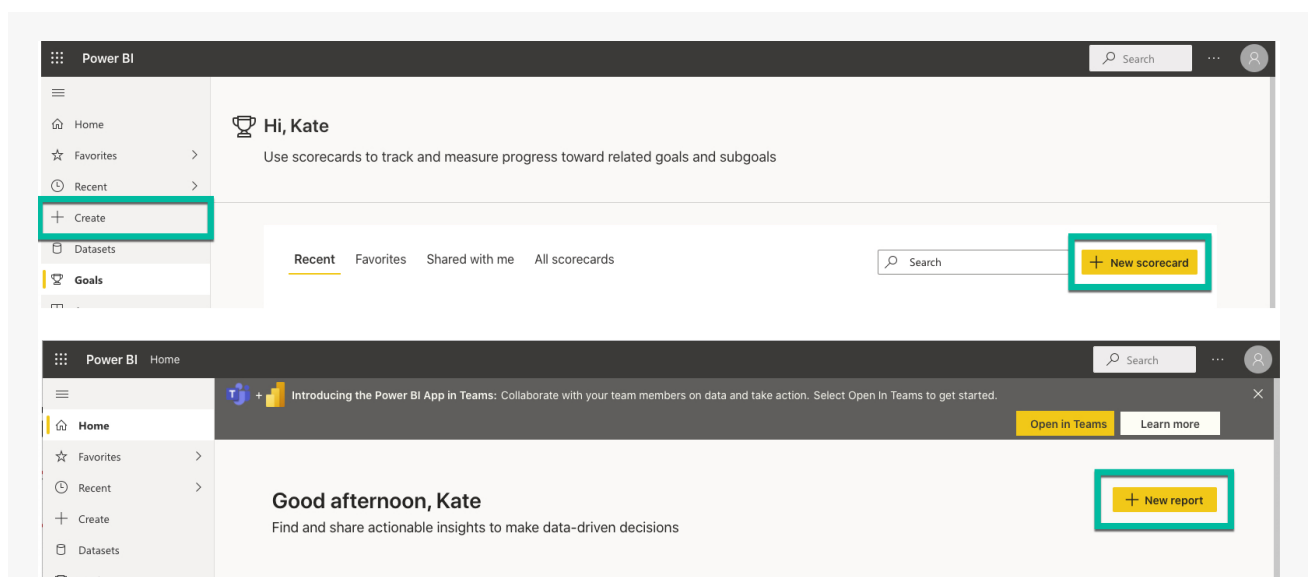 Power BI
Search
Home
Hi, Kate
Favorites
Use scorecards to track and measure progress toward related goals and subgoals
Recent
Create
Datasets
Recent Favorites Shared with me All scorecards
Search
New scorecard
Goals
Power BI Home
Search
Introducing the Power BI App in Teams: Collaborate with your team members on data and take action. Select Open In Teams to get started.
Open in Teams Learn more
Home
Favorites
Recent
Good afternoon, Kate
New report
Create
Find and share actionable insights to make data-driven decisions
Datasets